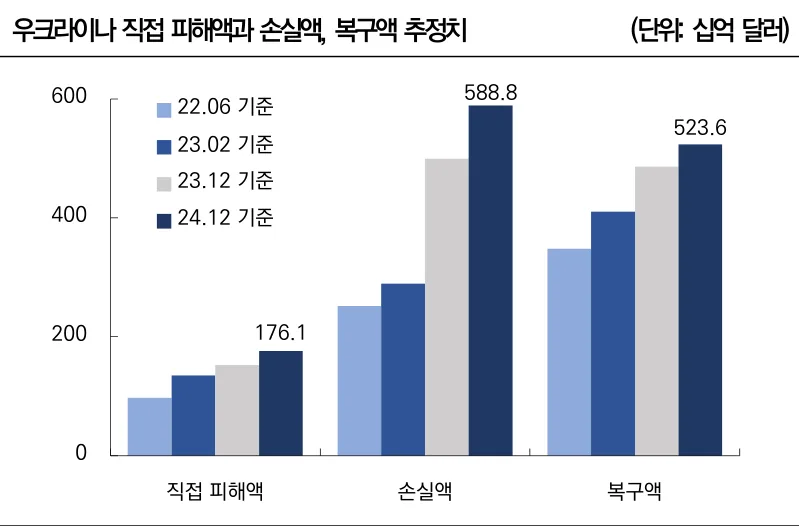 우크라이나 직접 피해액과 손실액, 복구액 추정치 (단위: 십억 달러)
600
400
200
0
22.06 기준
23.02 기준
23.12 기준
24.12 기준
176.1
588.8
523.6
직접 피해액
손실액
복구액